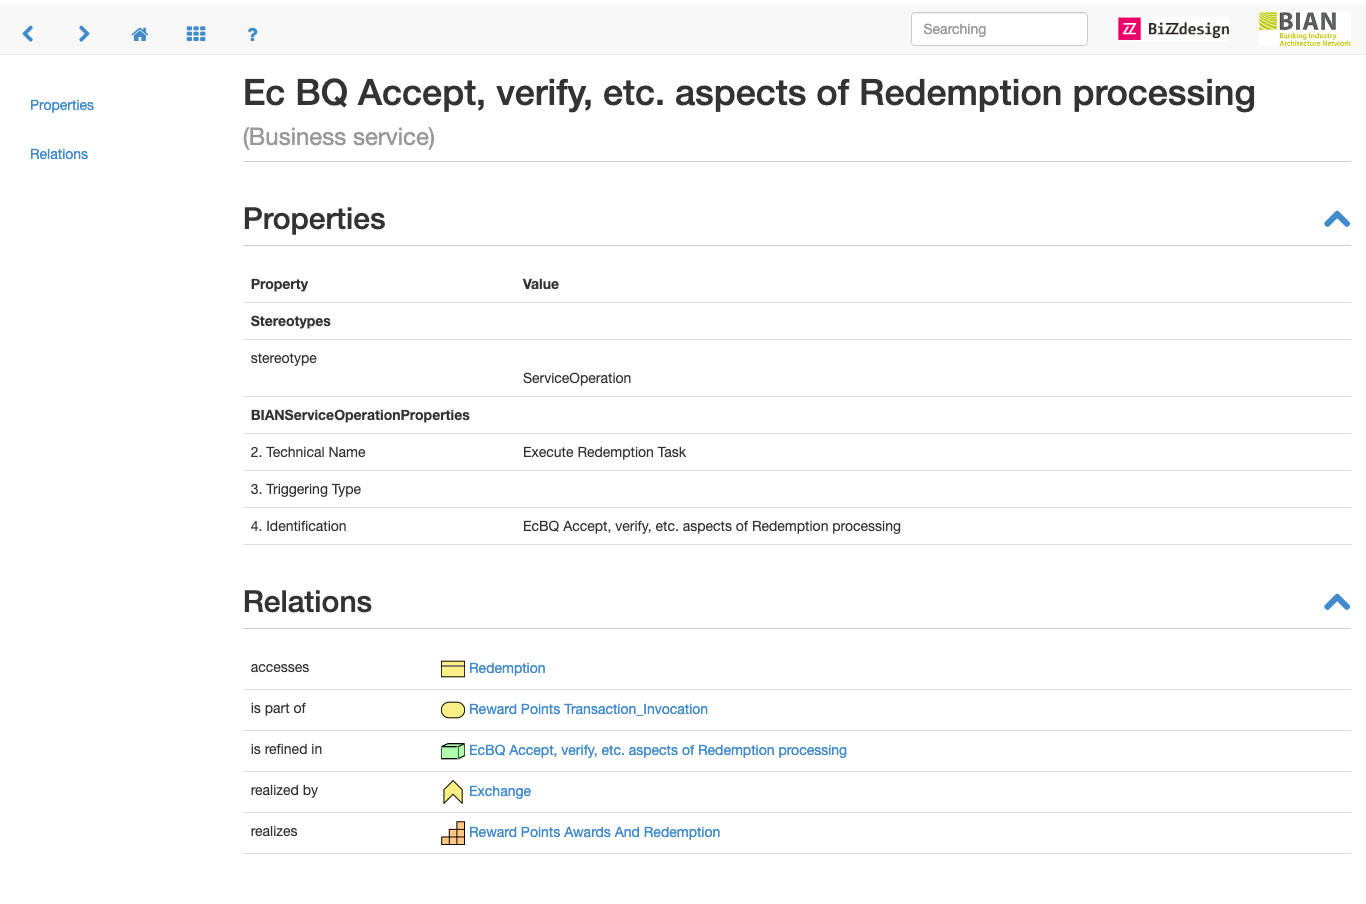 ?
Searching
ZZ BiZZdesign
BIAN
Banking Industry
Architecture Network
Properties
Relations
Ec BQ Accept, verify, etc. aspects of Redemption processing
(Business service)
Properties
Property Value
Stereotypes
stereotype
ServiceOperation
BIANServiceOperationProperties
2. Technical Name Execute Redemption Task
3. Triggering Type
4. Identification EcBQ Accept, verify, etc. aspects of Redemption processing
Relations
accesses Redemption
is part of Reward Points Transaction_Invocation
is refined in EcBQ Accept, verify, etc. aspects of Redemption processing
realized by Exchange
realizes Reward Points Awards And Redemption